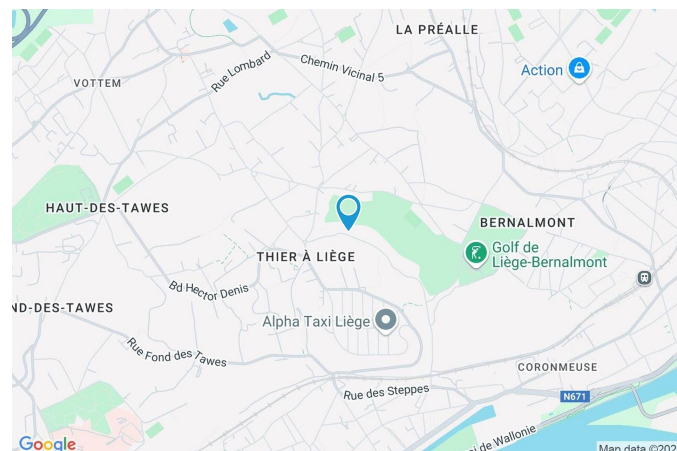 LA PRÉALLE
Action
Chemin Vicinal 5
Rue Lombard
VOTTEM
HAUT-DES-TAWES
BERNALMONT
Golf de
Liège-Bernalmont
THIER À LIÈGE
Bd Hector Denis
ND-DES-TAWES
Alpha Taxi Liège
Rue Fond des Tawes
CORONMEUSE
Rue des Steppes
N671
i de Wallonie
Google
Map data ©202